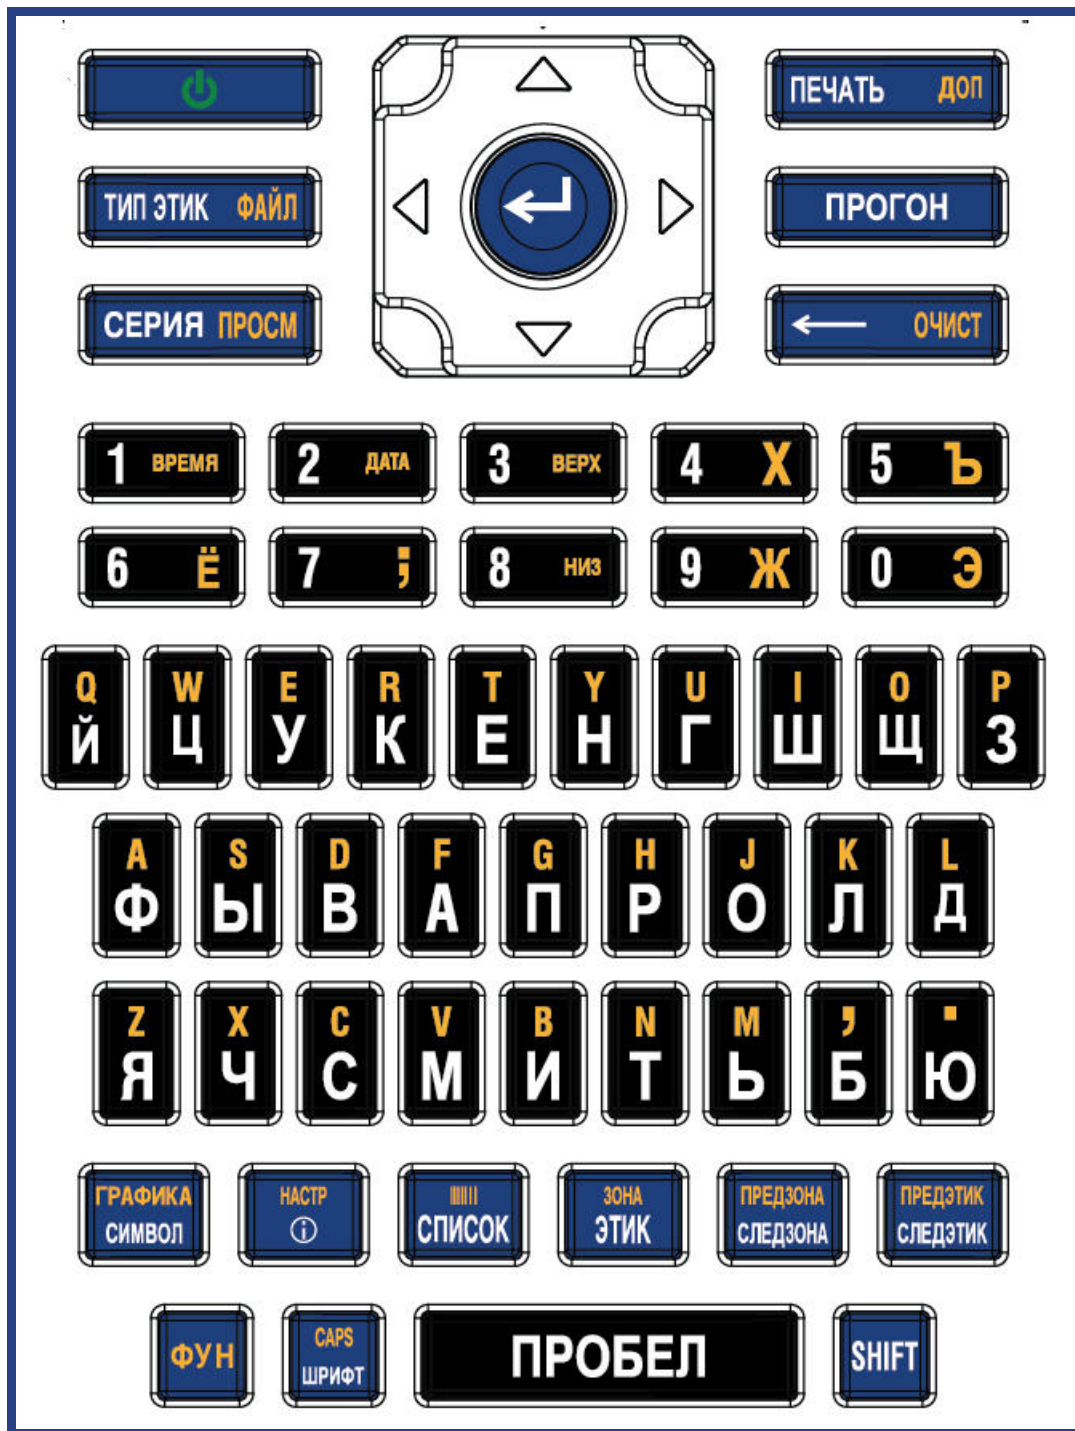 ПЕЧАТЬ ДОП
ТИП ЭТИК ФАЙЛ
ПРОГОН
СЕРИЯ ПРОСМ
ОЧИСТ
1 ВРЕМЯ 2 ДАТА 3 ВЕРХ 4 Х 5 Ъ
6 Ё 7 ; 8 НИЗ 9 Ж 0 Э
Q W E R T Y U I O P
Й Ц У К Е Н Г Ш Щ З
A S D F G H J K L
Ф Ы В А П Р О Л Д
Z X C V B N M , .
Я Ч С М И Т Ь Б Ю
ГРАФИКА НАСТР ЗОНА ПРЕДЗОНА ПРЕДЭТИК
СИМВОЛ i СПИСОК ЭТИК СЛЕДЗОНА СЛЕДЭТИК
ФУН CAPS ПРОБЕЛ SHIFT
ШРИФТ